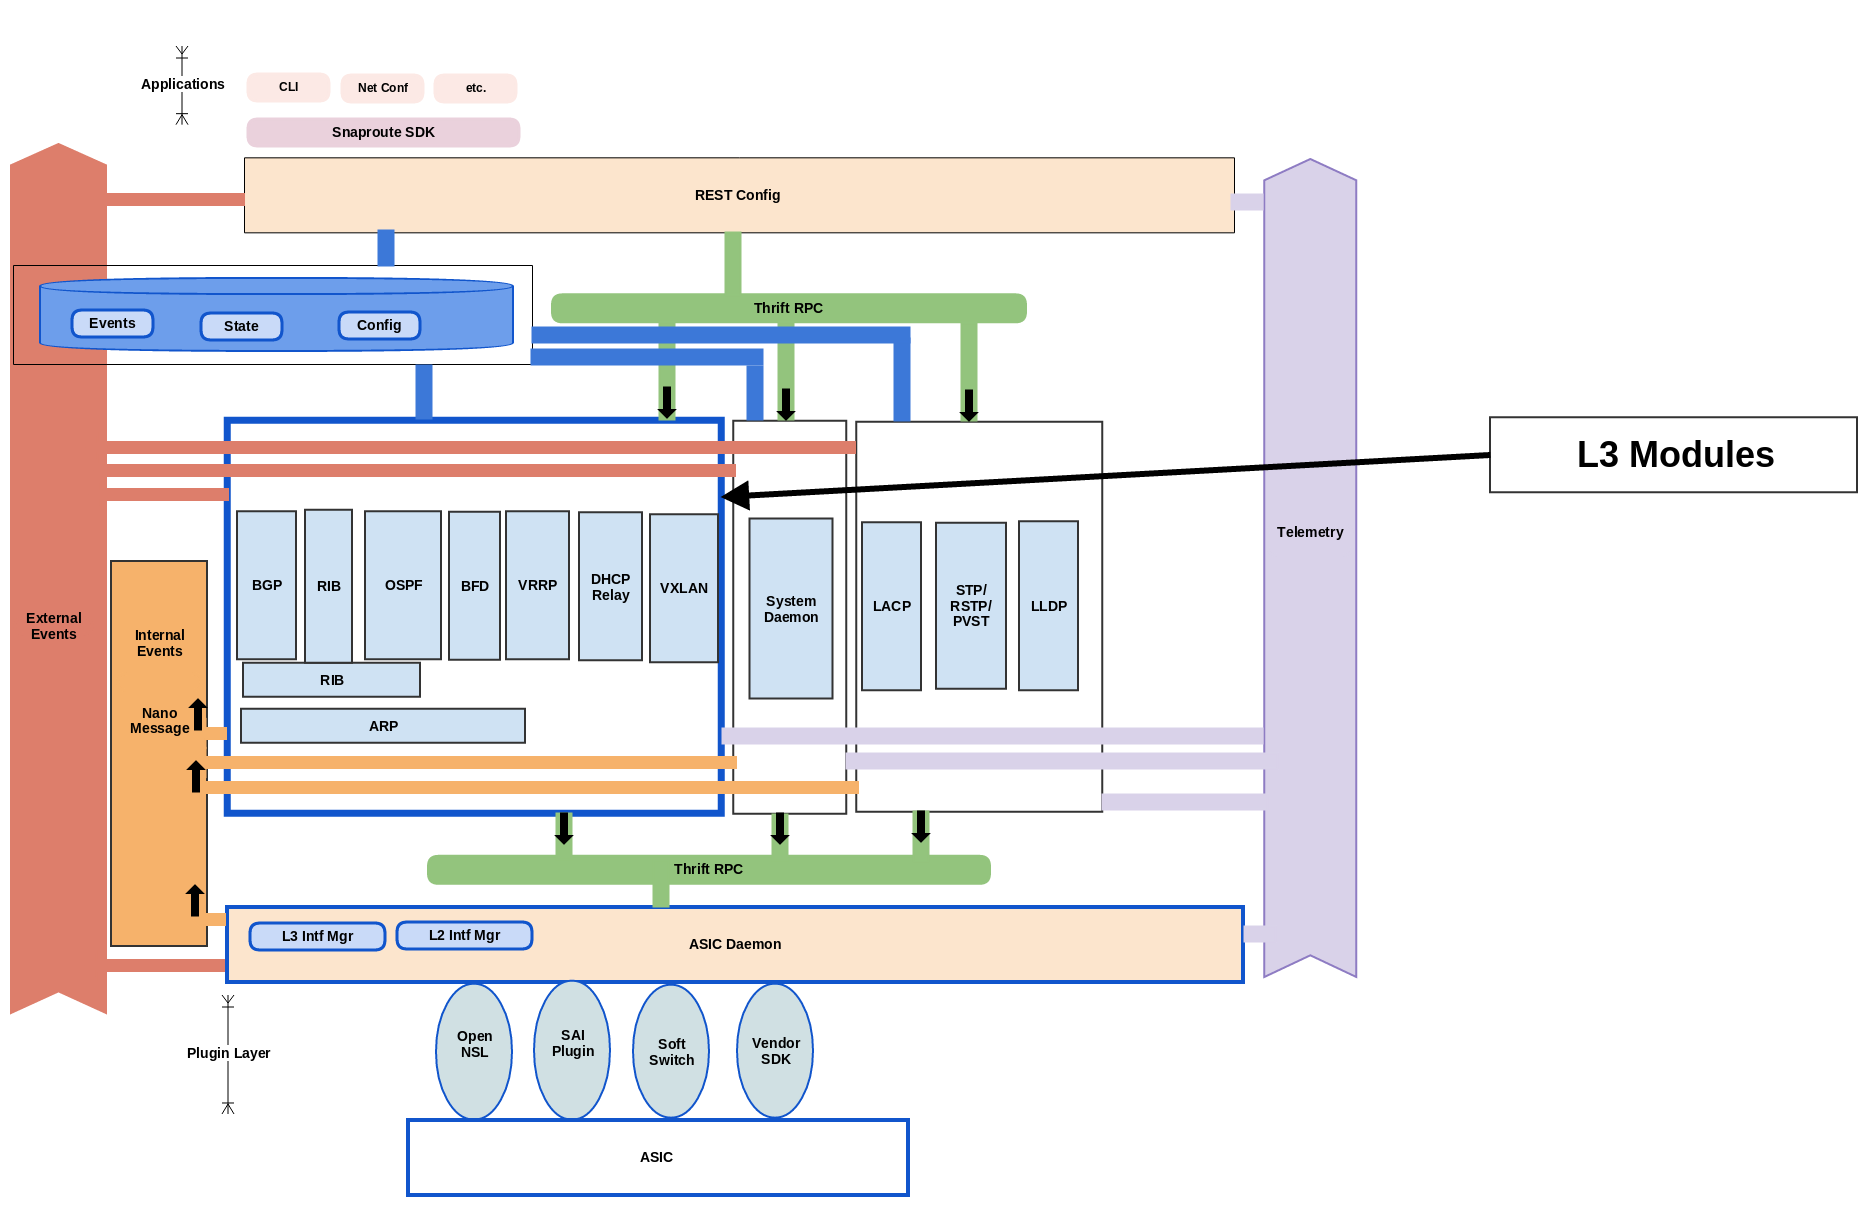 Applications
CLI
Net Conf
etc.
Snaproute SDK
REST Config
Thrift RPC
Events
State
Config
L3 Modules
Telemetry
External
Events
Internal
Events
Nano
Message
BGP
RIB
OSPF
BFD
VRRP
DHCP
Relay
VXLAN
System
Daemon
LACP
STP/
RSTP/
PVST
LLDP
RIB
ARP
Thrift RPC
L3 Intf Mgr
L2 Intf Mgr
ASIC Daemon
Plugin Layer
Open
NSL
SAI
Plugin
Soft
Switch
Vendor
SDK
ASIC